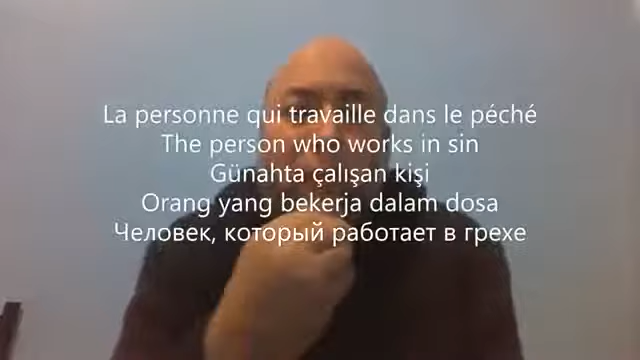 La personne qui travaille dans le péché
The person who works in sin
Günahta çalışan kişi
Orang yang bekerja dalam dosa
Человек, который работает в грехе